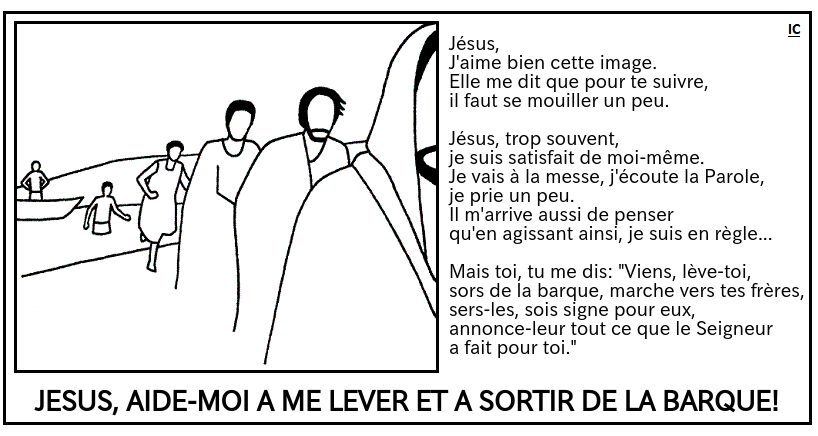 IC
Jésus,
J'aime bien cette image.
Elle me dit que pour te suivre,
il faut se mouiller un peu.
Jésus, trop souvent,
je suis satisfait de moi-même.
Je vais à la messe, j'écoute la Parole,
je prie un peu.
Il m'arrive aussi de penser
qu'en agissant ainsi, je suis en règle...
Mais toi, tu me dis: "Viens, lève-toi,
sors de la barque, marche vers tes frères,
sers-les, sois signe pour eux,
annonce-leur tout ce que le Seigneur
a fait pour toi."
JESUS, AIDE-MOI A ME LEVER ET A SORTIR DE LA BARQUE!